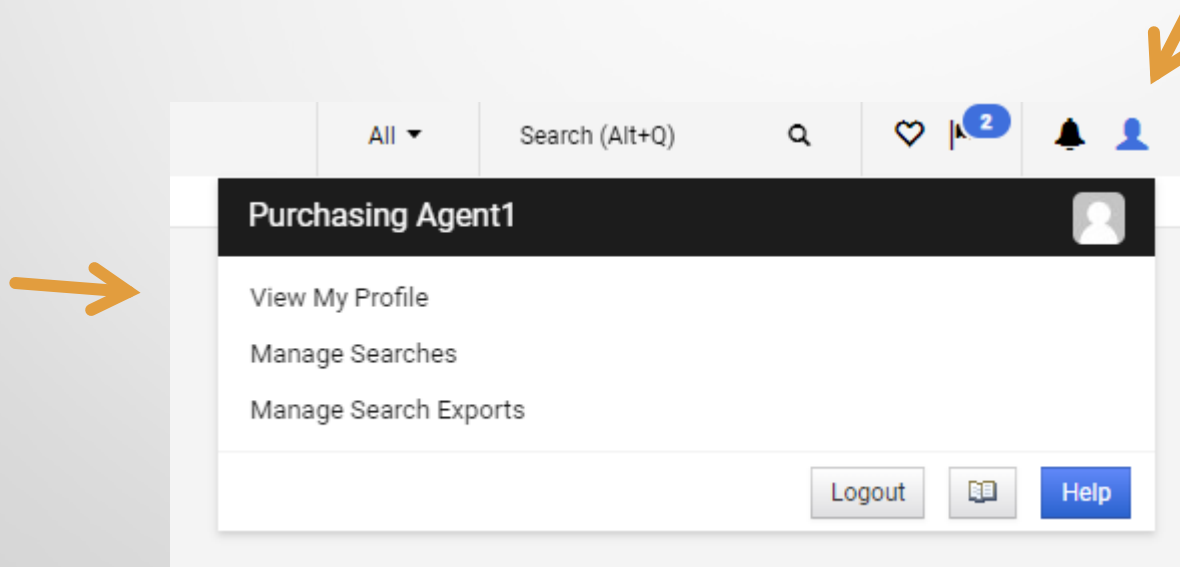 All
Search (Alt+Q)
2
Purchasing Agent1
View My Profile
Manage Searches
Manage Search Exports
Logout
Help